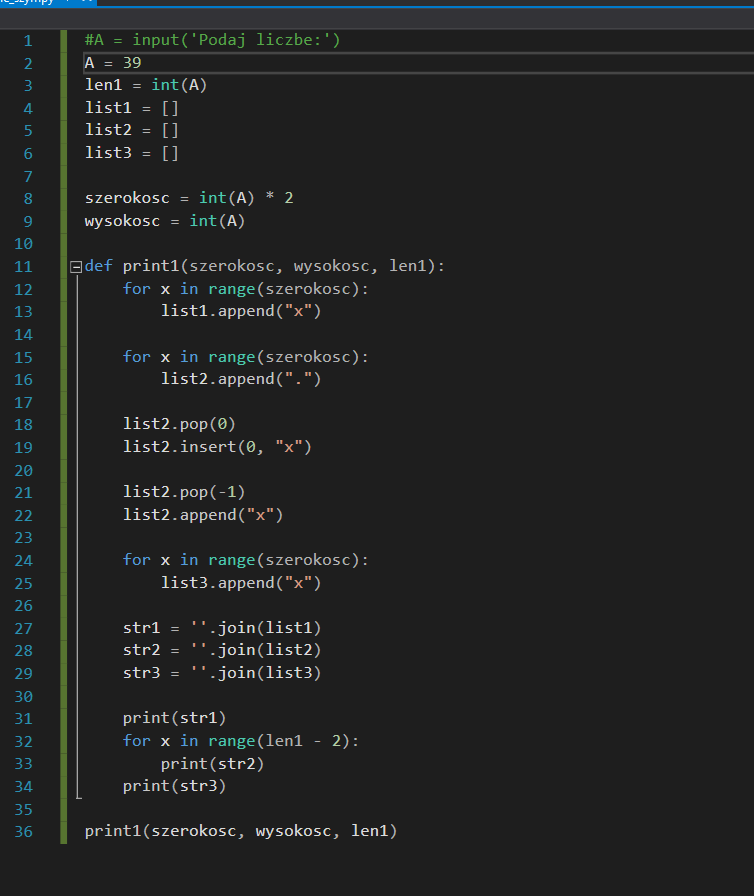 1 #A = input('Podaj liczbe:')
2 A = 39
3 len1 = int(A)
4 list1 = []
5 list2 = []
6 list3 = []
7
8 szerokosc = int(A) * 2
9 wysokosc = int(A)
10
11 def print1(szerokosc, wysokosc, len1):
12 for x in range(szerokosc):
13 list1.append("x")
14
15 for x in range(szerokosc):
16 list2.append(".")
17
18 list2.pop(0)
19 list2.insert(0, "x")
20
21 list2.pop(-1)
22 list2.append("x")
23
24 for x in range(szerokosc):
25 list3.append("x")
26
27 str1 = ''.join(list1)
28 str2 = ''.join(list2)
29 str3 = ''.join(list3)
30
31 print(str1)
32 for x in range(len1 - 2):
33 print(str2)
34 print(str3)
35
36 print1(szerokosc, wysokosc, len1)